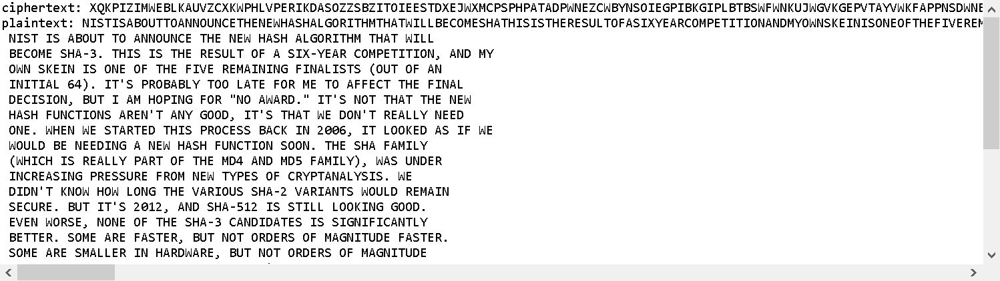 ciphertext: XQKPIZIMWEBLKAUVZCXKWPHLVPERIKDASOZZSBZITOIEESTDXEJWXMCPSPHPATADPWNEZCWBYNSOIEGPIBKGIPLBTBSWFWNKUJWGVKGEPVTAYVWKFAPPNSDWNE
plaintext: NISTISABOUTTOANNOUNCETHENEWHASHALGORITHMTHATWILLBECOMESHATHISISTHERESULTOFASIXYEARCOMPETITIONANDMYOWNSKEINISONEOFTHEFIVEREM
NIST IS ABOUT TO ANNOUNCE THE NEW HASH ALGORITHM THAT WILL
BECOME SHA-3. THIS IS THE RESULT OF A SIX-YEAR COMPETITION, AND MY
OWN SKEIN IS ONE OF THE FIVE REMAINING FINALISTS (OUT OF AN
INITIAL 64). IT'S PROBABLY TOO LATE FOR ME TO AFFECT THE FINAL
DECISION, BUT I AM HOPING FOR "NO AWARD." IT'S NOT THAT THE NEW
HASH FUNCTIONS AREN'T ANY GOOD, IT'S THAT WE DON'T REALLY NEED
ONE. WHEN WE STARTED THIS PROCESS BACK IN 2006, IT LOOKED AS IF WE
WOULD BE NEEDING A NEW HASH FUNCTION SOON. THE SHA FAMILY
(WHICH IS REALLY PART OF THE MD4 AND MD5 FAMILY), WAS UNDER
INCREASING PRESSURE FROM NEW TYPES OF CRYPTANALYSIS. WE
DIDN'T KNOW HOW LONG THE VARIOUS SHA-2 VARIANTS WOULD REMAIN
SECURE. BUT IT'S 2012, AND SHA-512 IS STILL LOOKING GOOD.
EVEN WORSE, NONE OF THE SHA-3 CANDIDATES IS SIGNIFICANTLY
BETTER. SOME ARE FASTER, BUT NOT ORDERS OF MAGNITUDE FASTER.
SOME ARE SMALLER IN HARDWARE, BUT NOT ORDERS OF MAGNITUDE